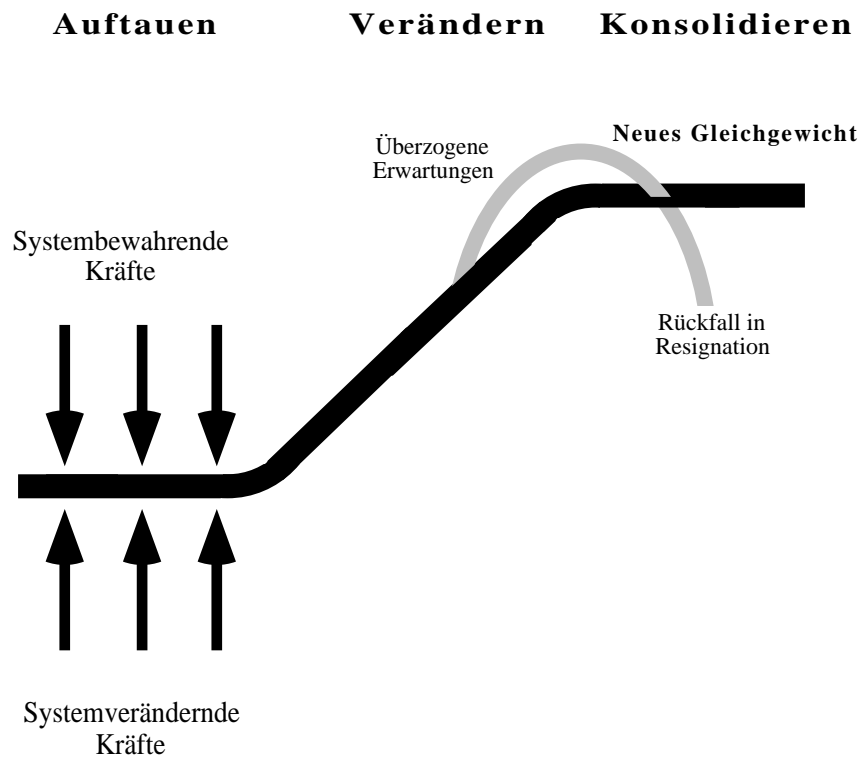 Auftauen Verändern Konsolidieren
Neues Gleichgewicht
Überzogene
Erwartungen
Systembewahrende
Kräfte
Rückfall in
Resignation
Systemverändernde
Kräfte